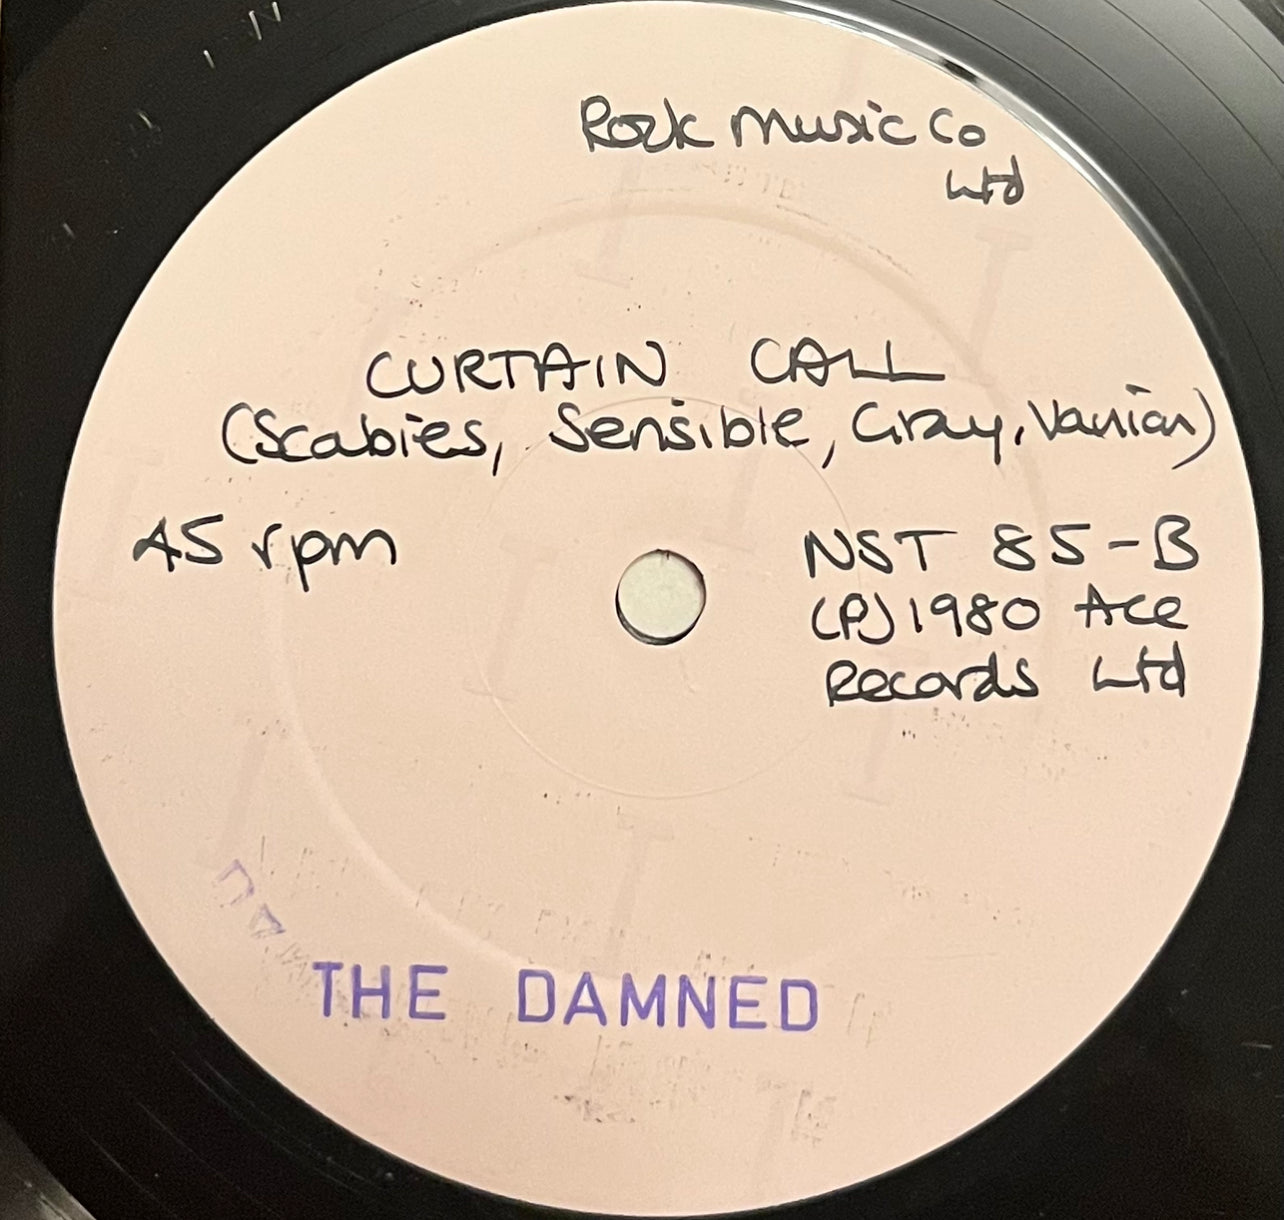 Rock Music Co
Ltd
CURTAIN CALL
(Scabies, Sensible, Gray, Vanian)
45 rpm
NST 85-B
(P) 1980 Ace
Records Ltd
THE DAMNED